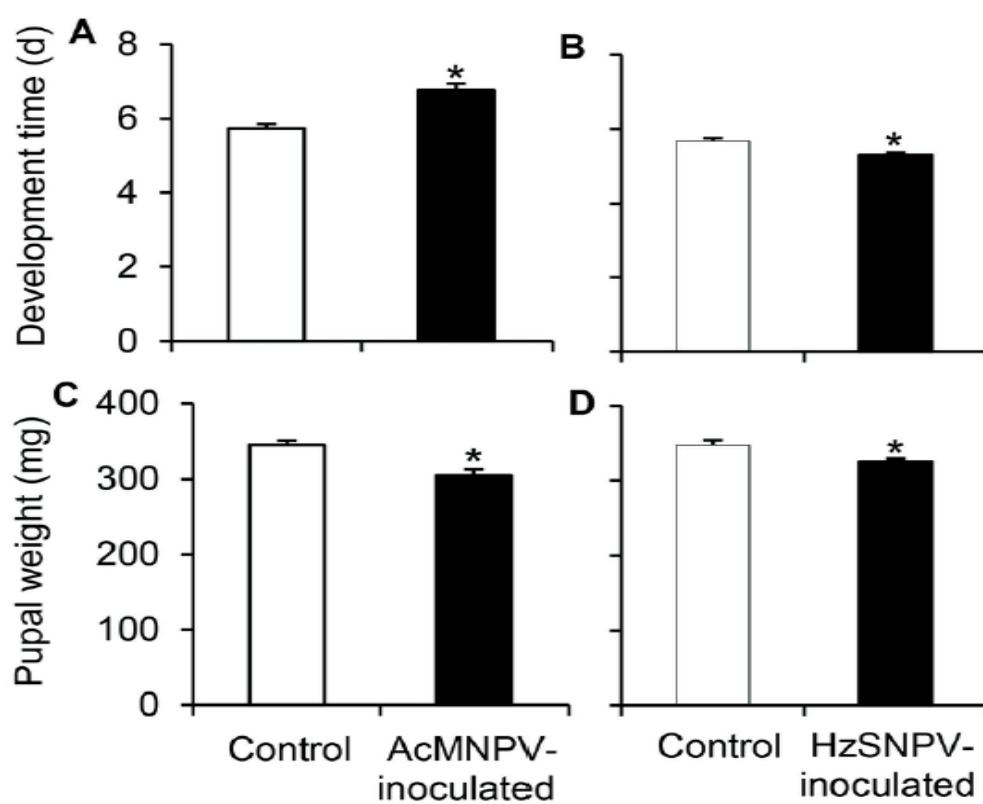 A
B
Development time (d)
8
6
4
2
0
*
*
C
D
Pupal weight (mg)
400
300
200
100
0
*
*
Control
AcMNPV-
inoculated
Control
HzSNPV-
inoculated